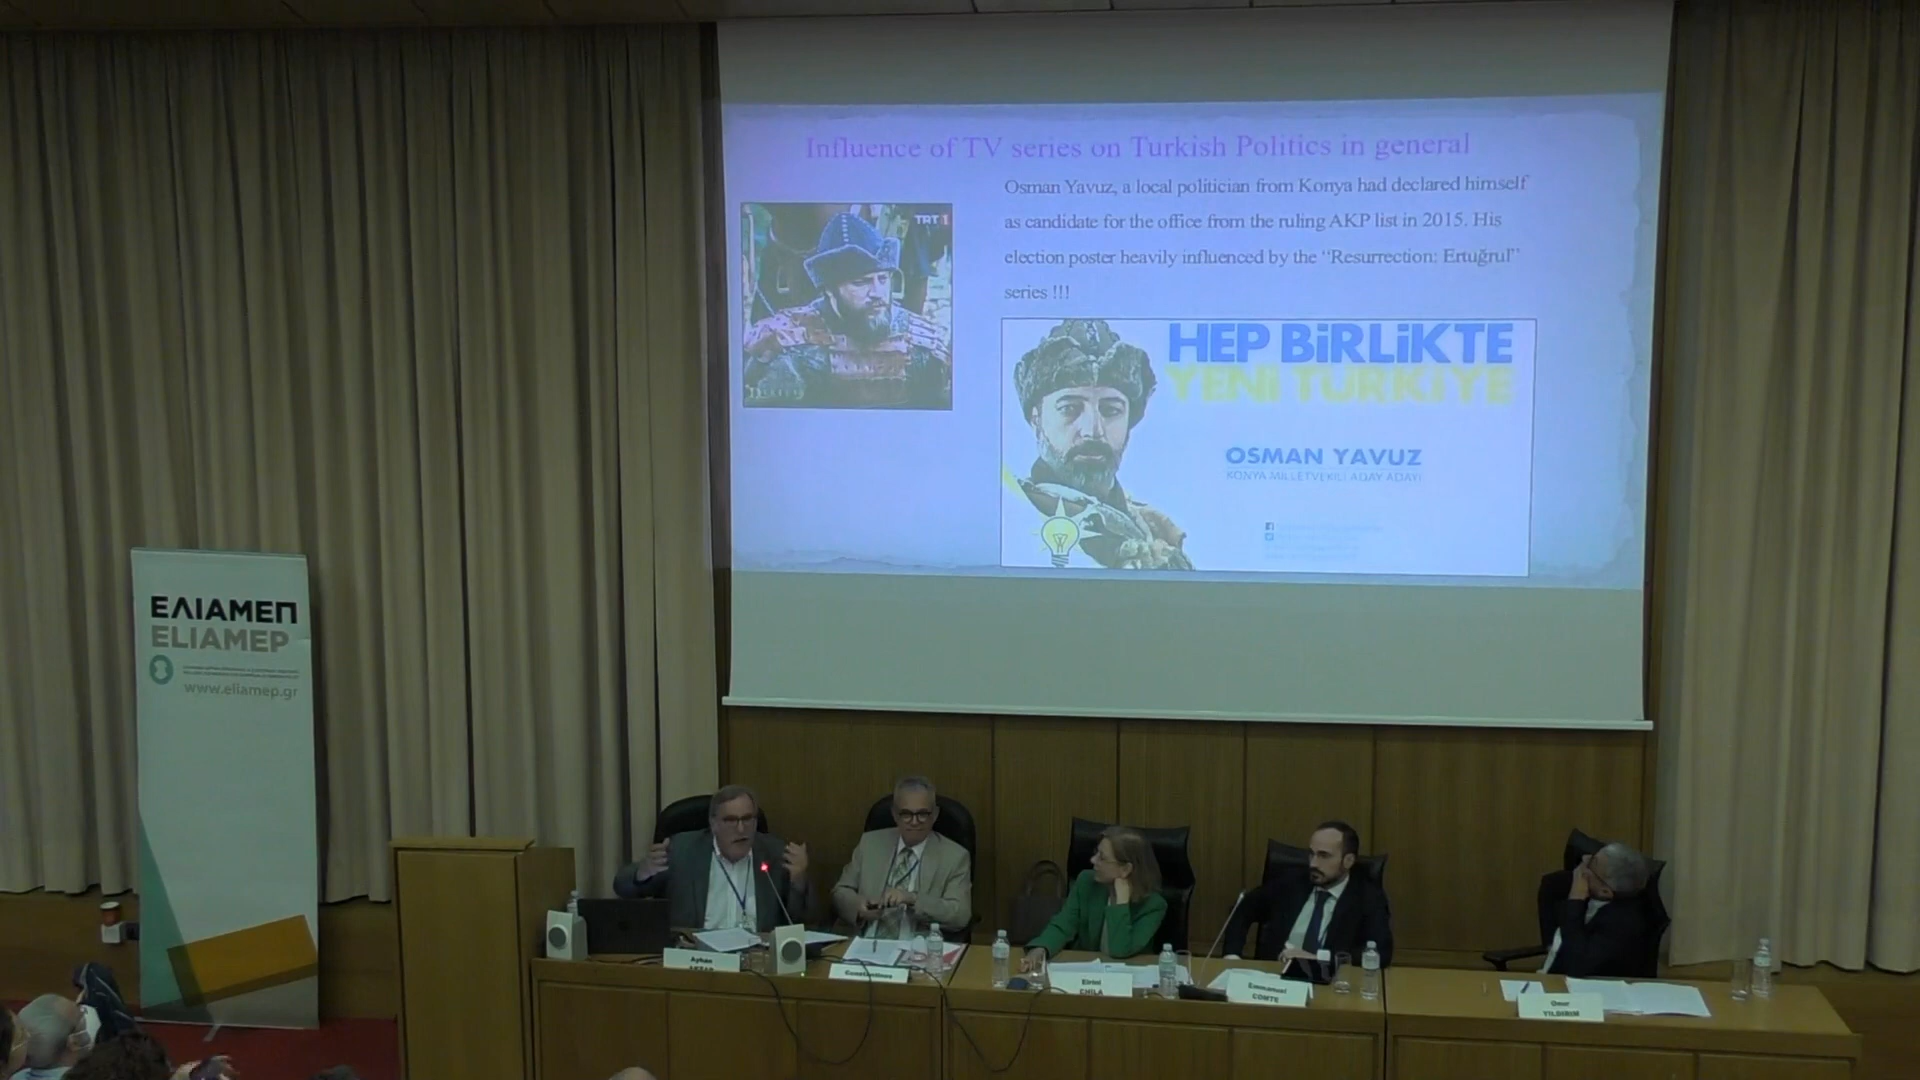 Influence of TV series on Turkish Politics in general
Osman Yavuz, a local politician from Konya had declared himself
as candidate for the office from the ruling AKP list in 2015. His
election poster heavily influenced by the “Resurrection: Ertuğrul”
series !!!
TRT 1
HEP BİRLİKTE
YENİ TÜRKİYE
OSMAN YAVUZ
KONYA MİLLETVEKİLİ ADAY ADAYI
ΕΛΙΑΜΕΠ
ELIAMEP
www.eliamep.gr
Ayhan
AKTAR
Constantinos
Eirini
CHILA
Emmanuel
COMTE
Onur
YILDIRIM